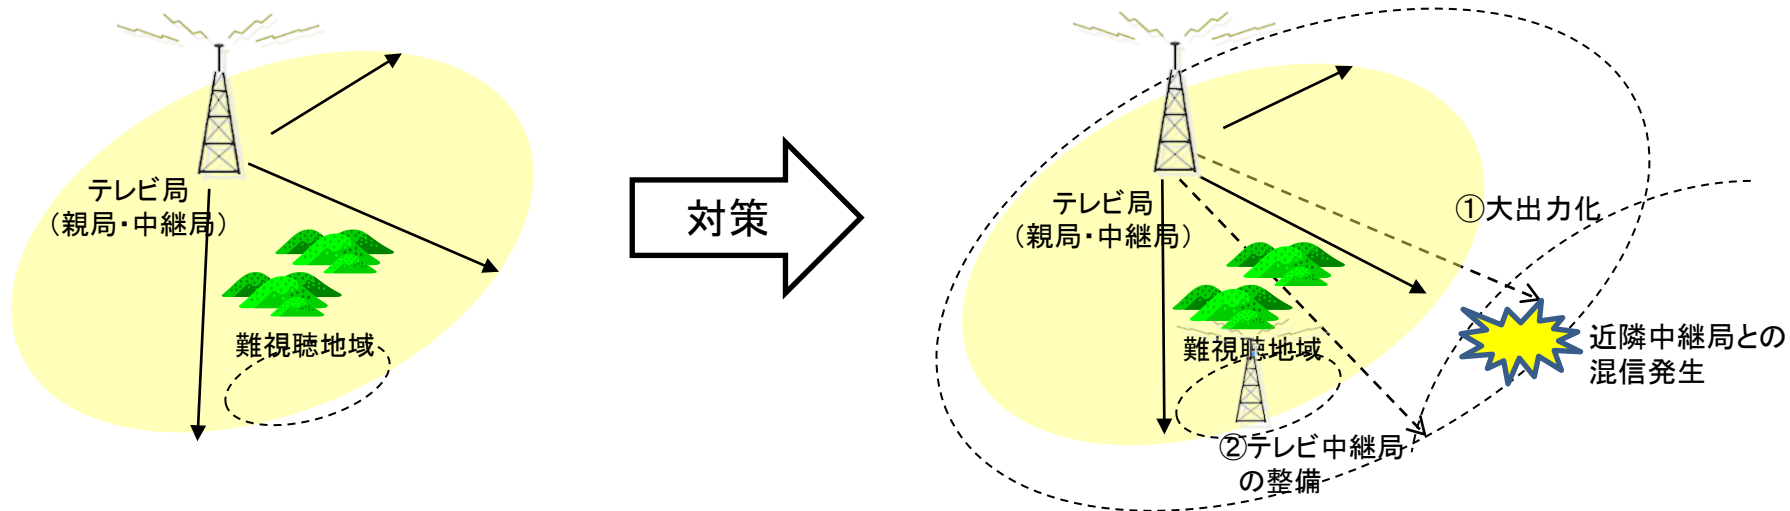 テレビ局
（親局・中継局）
難視聴地域
対策
テレビ局
（親局・中継局）
①大出力化
難視聴地域
近隣中継局との
混信発生
②テレビ中継局
の整備